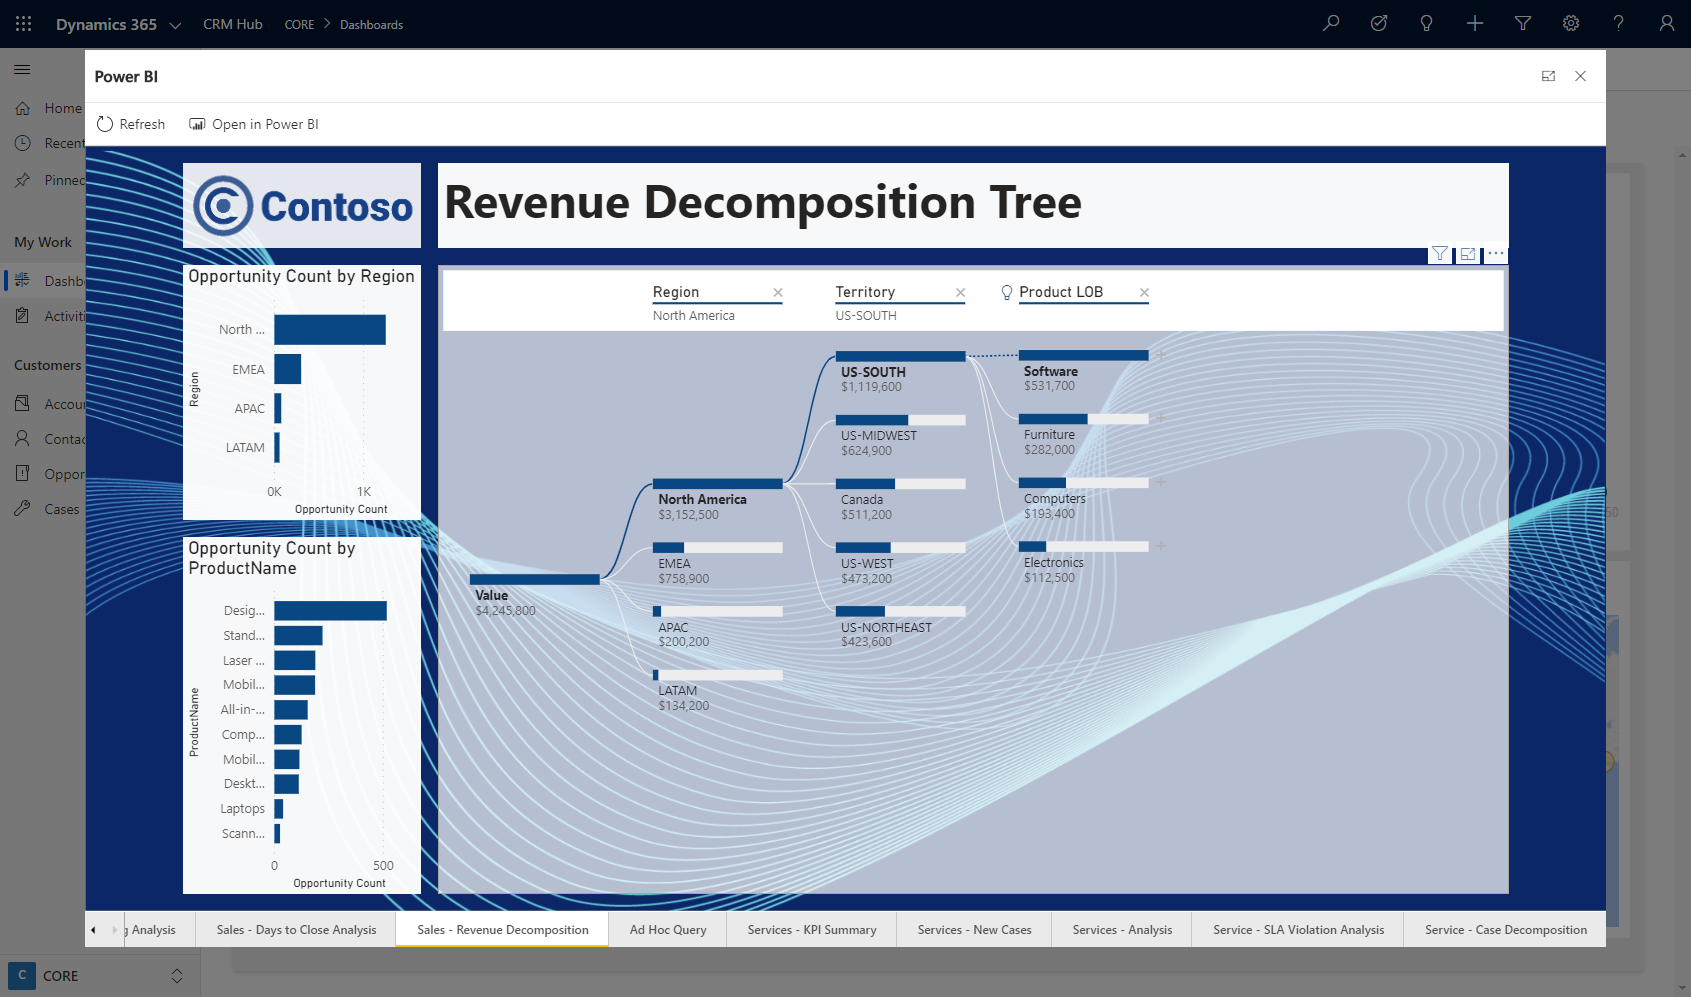 Dynamics 365
CRM Hub
CORE
Dashboards
Power BI
Refresh
Open in Power BI
Home
Recent
Pinned
My Work
Dashb
Activiti
Customers
Accou
Contac
Oppor
Cases
C CORE
Contoso
Revenue Decomposition Tree
Opportunity Count by Region
Region
North ...
EMEA
APAC
LATAM
0K
1K
Opportunity Count
Opportunity Count by
ProductName
ProductName
Desig...
Stand...
Laser ...
Mobil...
All-in-...
Comp...
Mobil...
Deskt...
Laptops
Scann...
0
500
Opportunity Count
Region
North America
Territory
US-SOUTH
Product LOB
Value
$4,245,800
North America
$3,152,500
EMEA
$758,900
APAC
$200,200
LATAM
$134,200
US-SOUTH
$1,119,600
US-MIDWEST
$624,900
Canada
$511,200
US-WEST
$473,200
US-NORTHEAST
$423,600
Software
$531,700
Furniture
$282,000
Computers
$193,400
Electronics
$112,500
Analysis
Sales - Days to Close Analysis
Sales - Revenue Decomposition
Ad Hoc Query
Services - KPI Summary
Services - New Cases
Services - Analysis
Service - SLA Violation Analysis
Service - Case Decomposition